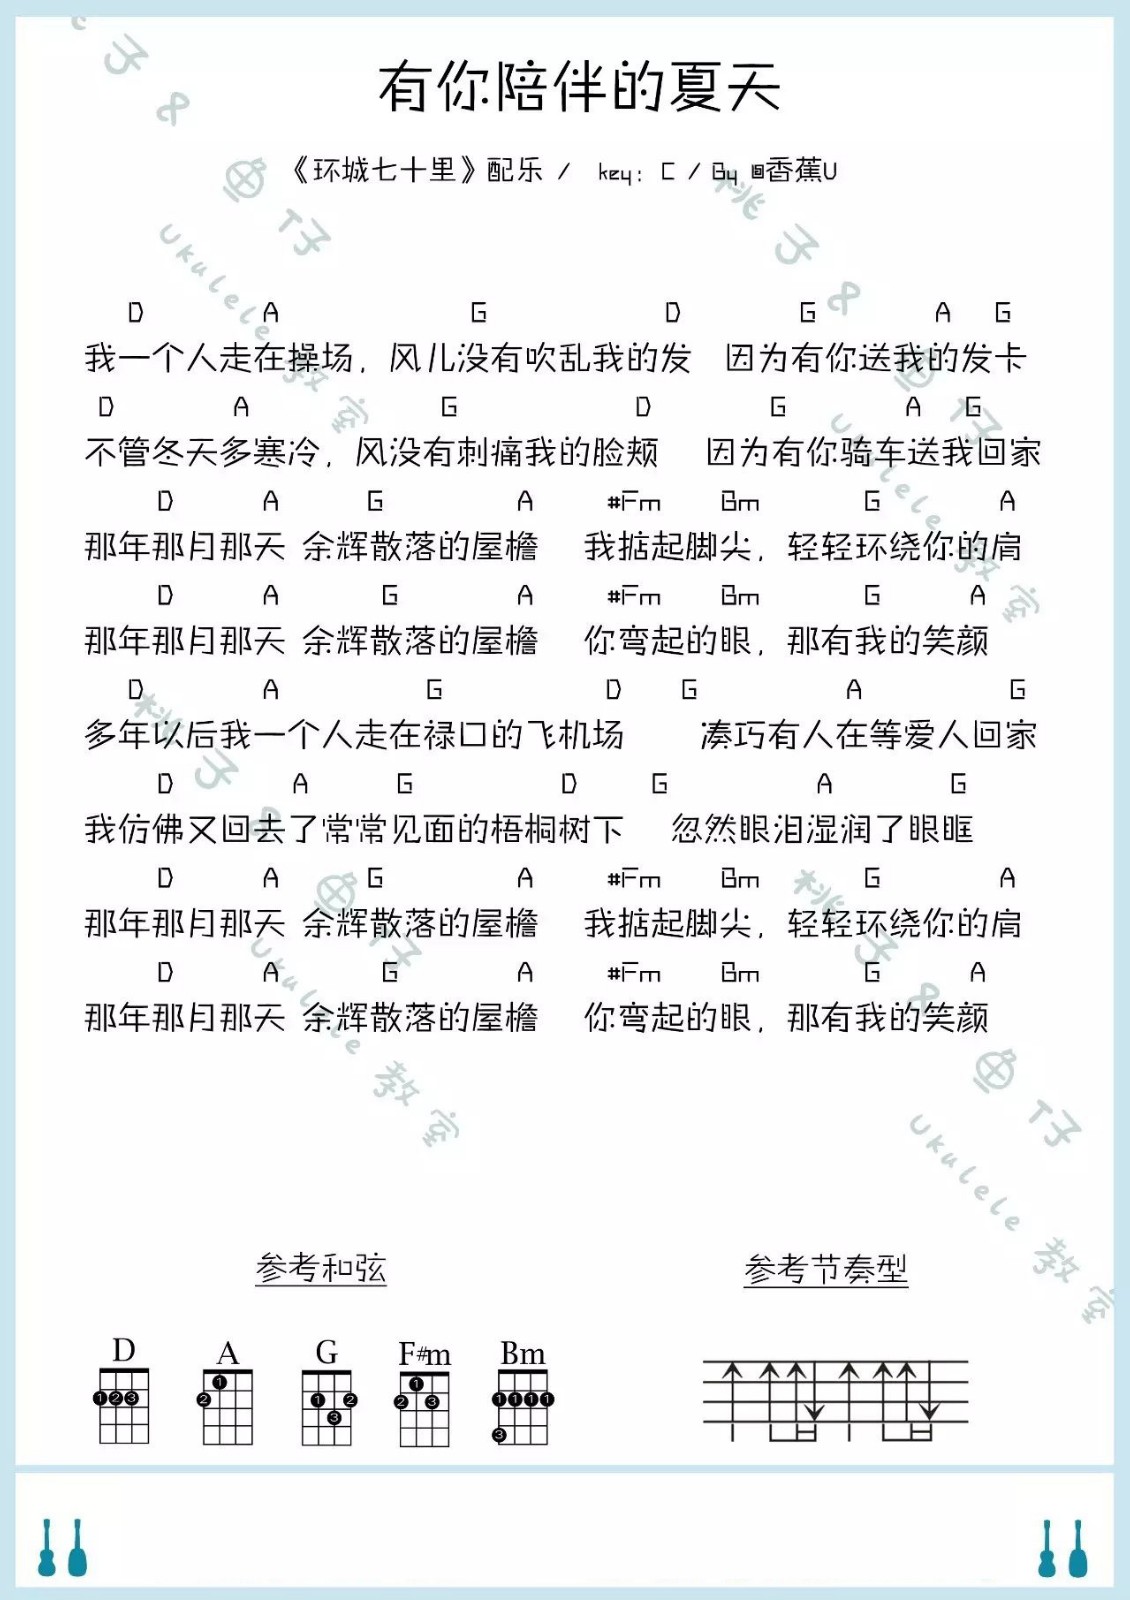 有你陪伴的夏天
《环城七十里》配乐 / key: C / By 香蕉U
D A G D G A G
我一个人走在操场，风儿没有吹乱我的发 因为有你送我的发卡
D A G D G A G
不管冬天多寒冷，风没有刺痛我的脸颊 因为有你骑车送我回家
D A G A #Fm Bm G A
那年那月那天 余辉散落的屋檐 我掂起脚尖，轻轻环绕你的肩
D A G A #Fm Bm G A
那年那月那天 余辉散落的屋檐 你弯起的眼，那有我的笑颜
D A G D G A G
多年以后我一个人走在禄口的飞机场 凑巧有人在等爱人回家
D A G D G A G
我仿佛又回去了常常见面的梧桐树下 忽然眼泪湿润了眼眶
D A G A #Fm Bm G A
那年那月那天 余辉散落的屋檐 我掂起脚尖，轻轻环绕你的肩
D A G A #Fm Bm G A
那年那月那天 余辉散落的屋檐 你弯起的眼，那有我的笑颜
参考和弦 参考节奏型
D A G F#m Bm
桃子&鱼仔
Ukulele 教室